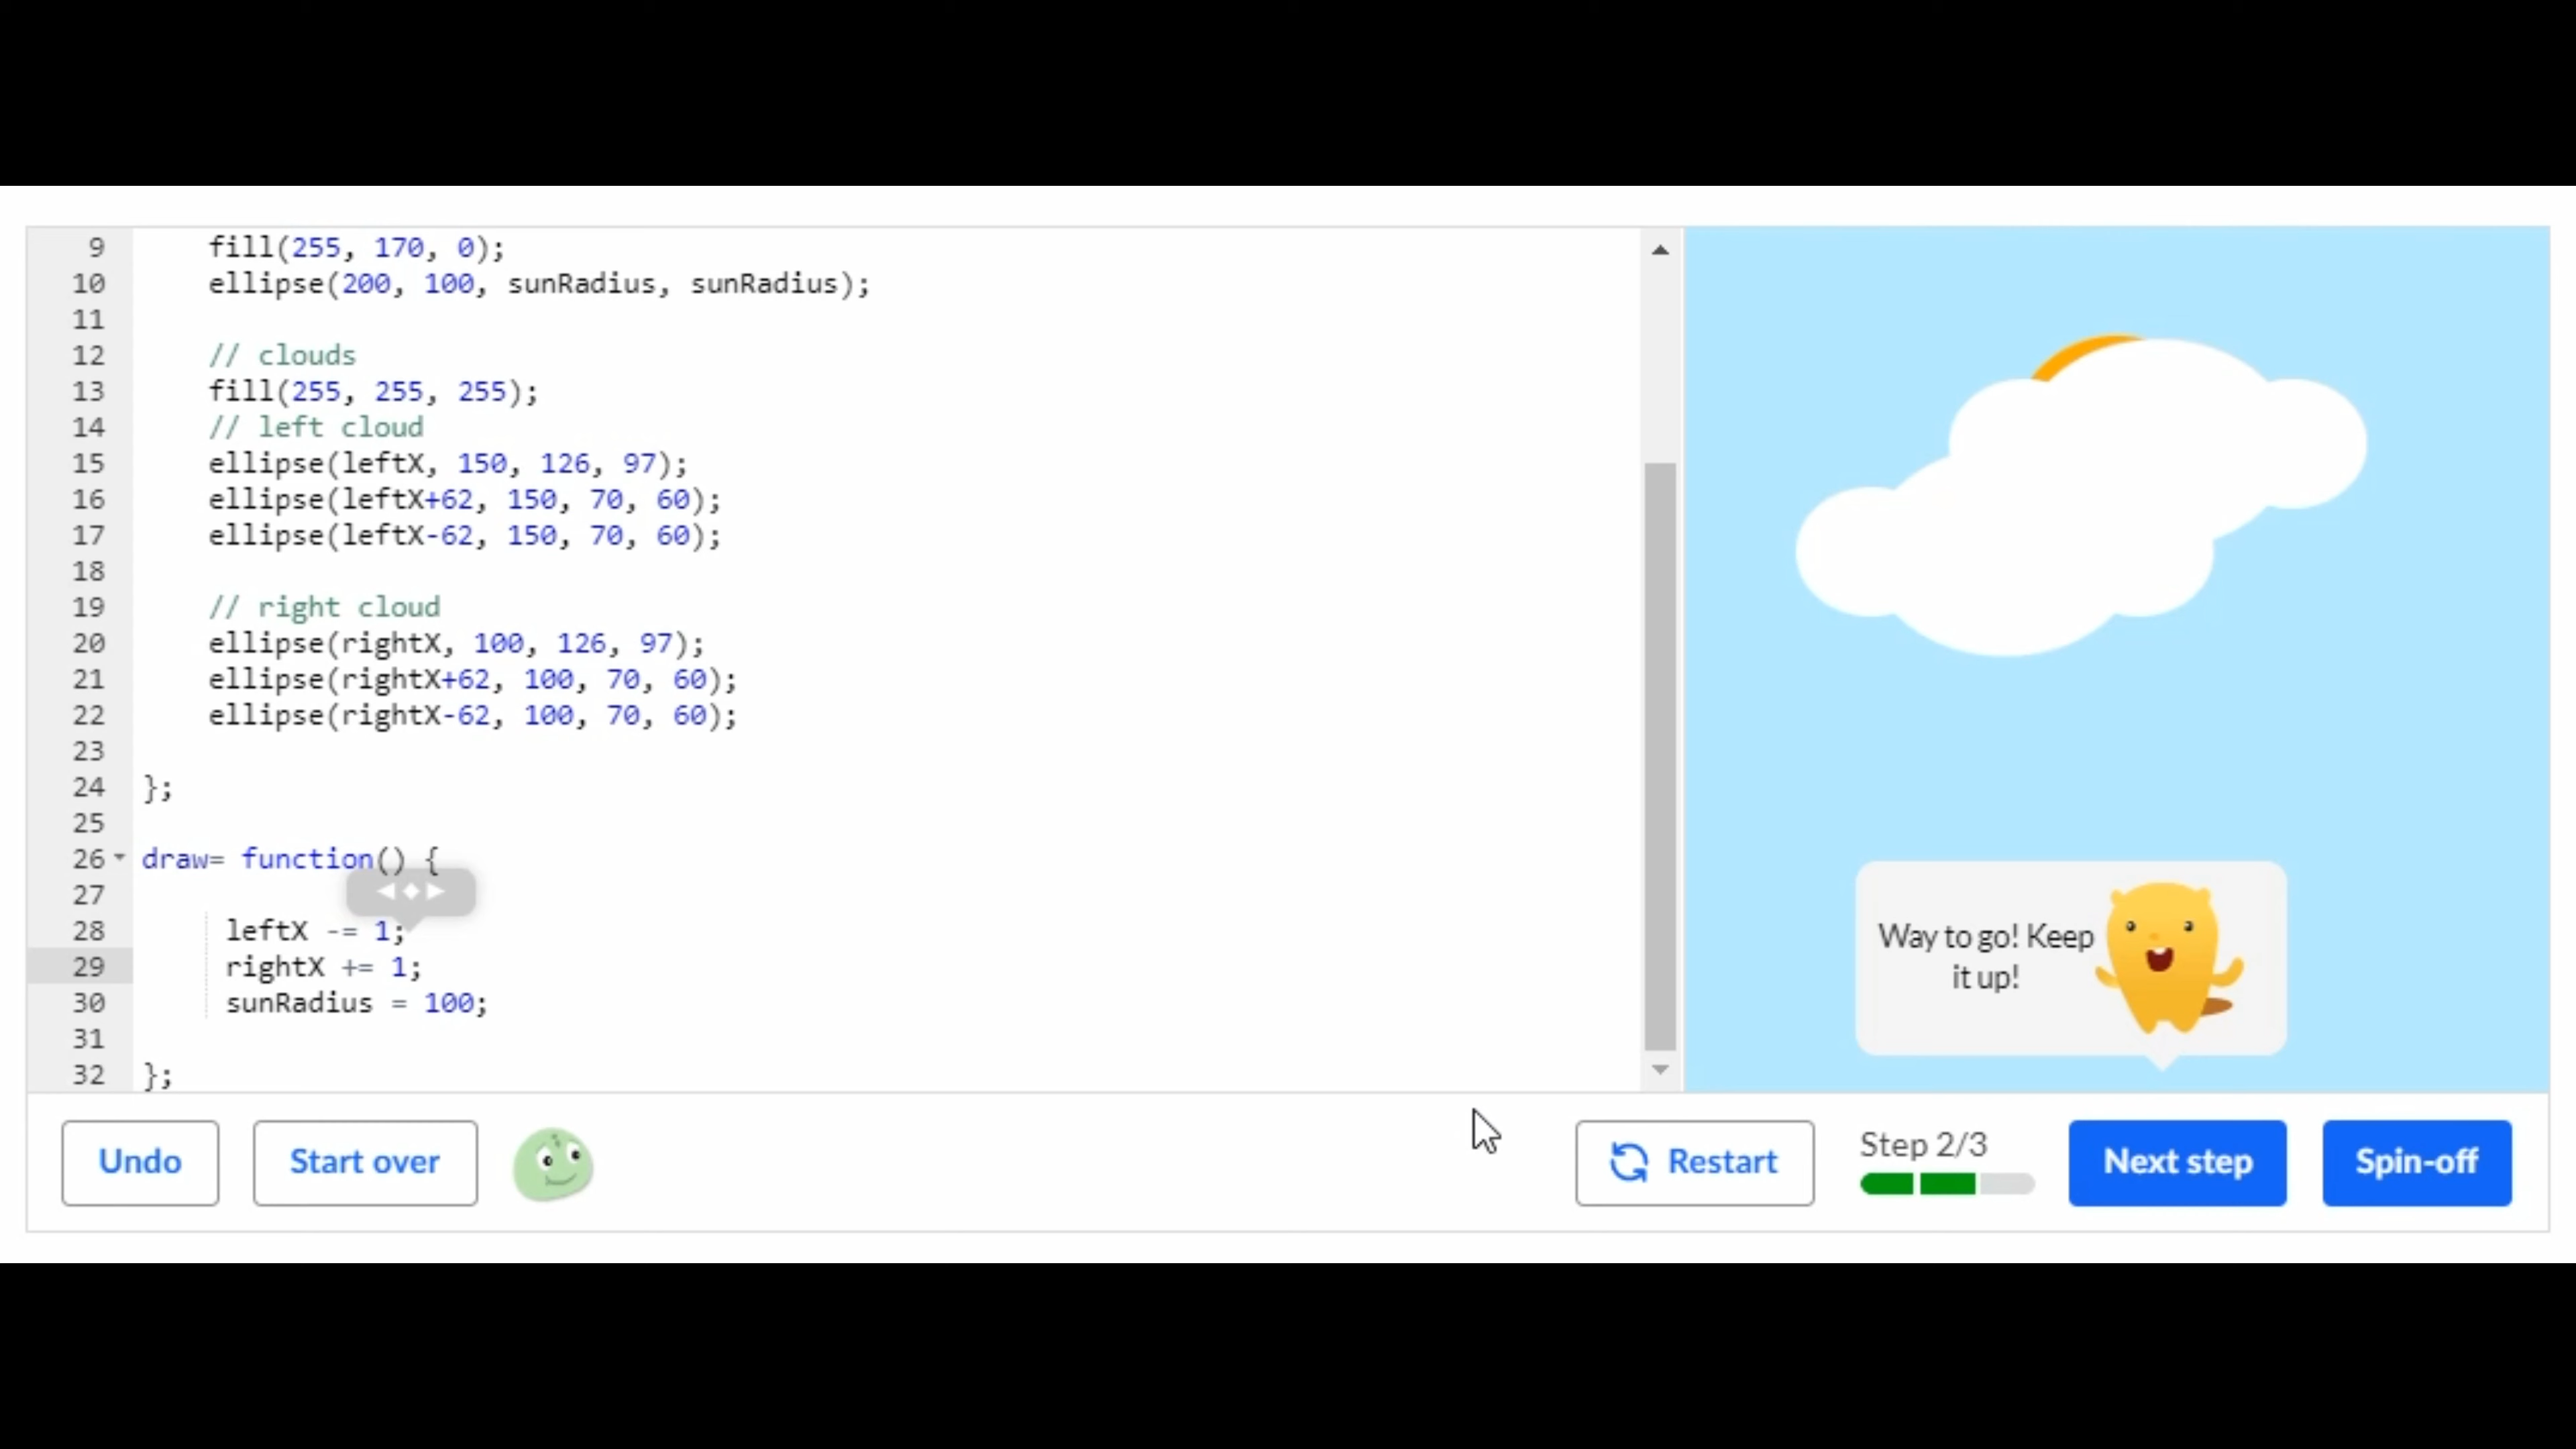 9 fill(255, 170, 0);
10 ellipse(200, 100, sunRadius, sunRadius);
11
12 // clouds
13 fill(255, 255, 255);
14 // left cloud
15 ellipse(leftX, 150, 126, 97);
16 ellipse(leftX+62, 150, 70, 60);
17 ellipse(leftX-62, 150, 70, 60);
18
19 // right cloud
20 ellipse(rightX, 100, 126, 97);
21 ellipse(rightX+62, 100, 70, 60);
22 ellipse(rightX-62, 100, 70, 60);
23
24 };
25
26 draw= function() {
27
28 leftX -= 1;
29 rightX += 1;
30 sunRadius = 100;
31
32 };
Way to go! Keep
it up!
Undo
Start over
Restart
Step 2/3
Next step
Spin-off